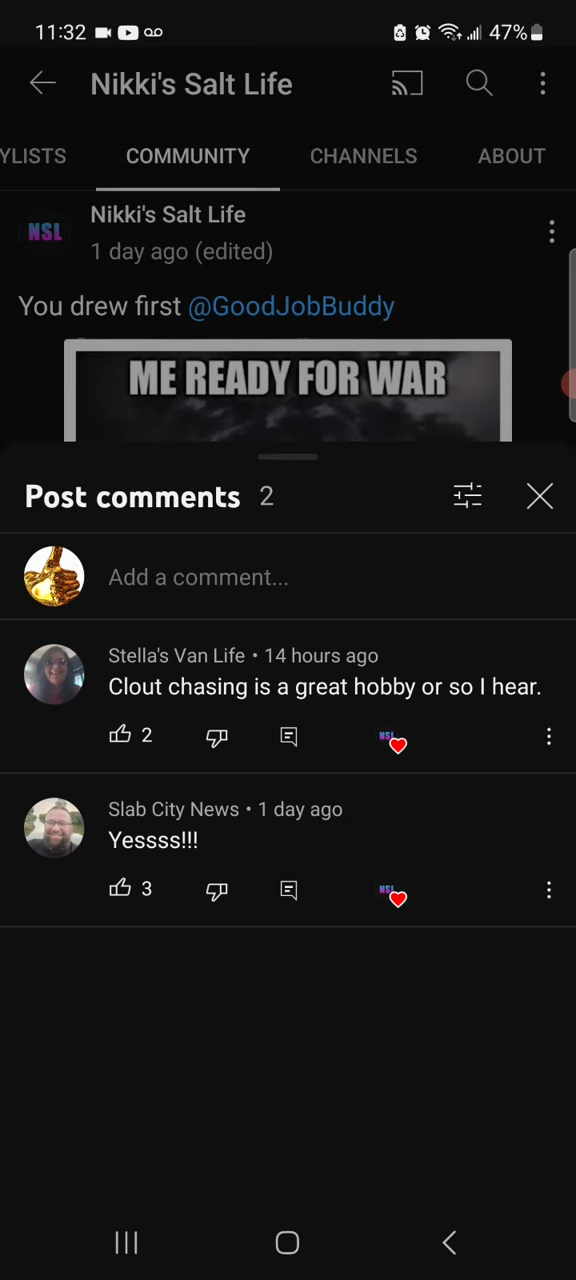 11:32
47%
Nikki's Salt Life
YLISTS COMMUNITY CHANNELS ABOUT
NSL
Nikki's Salt Life
1 day ago (edited)
You drew first @GoodJobBuddy
ME READY FOR WAR
Post comments 2
Add a comment...
Stella's Van Life • 14 hours ago
Clout chasing is a great hobby or so I hear.
2
NSL
Slab City News • 1 day ago
Yessss!!!
3
NSL